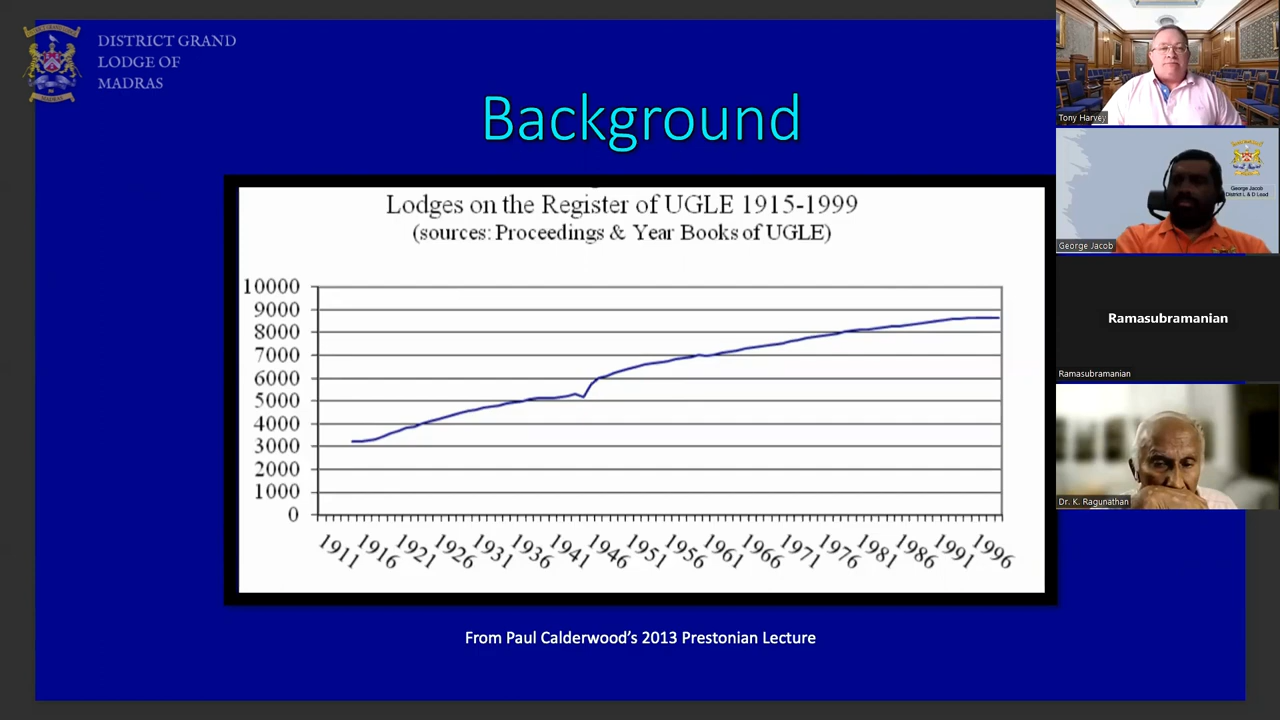 DISTRICT GRAND
LODGE OF
MADRAS
Background
Lodges on the Register of UGLE 1915-1999
(sources: Proceedings & Year Books of UGLE)
10000
9000
8000
7000
6000
5000
4000
3000
2000
1000
0
1911
1916
1921
1926
1931
1936
1941
1946
1951
1956
1961
1966
1971
1976
1981
1986
1991
1996
From Paul Calderwood's 2013 Prestonian Lecture
Tony Harvey
George Jacob
District L & D Lead
George Jacob
Ramasubramanian
Ramasubramanian
Dr. K. Ragunathan